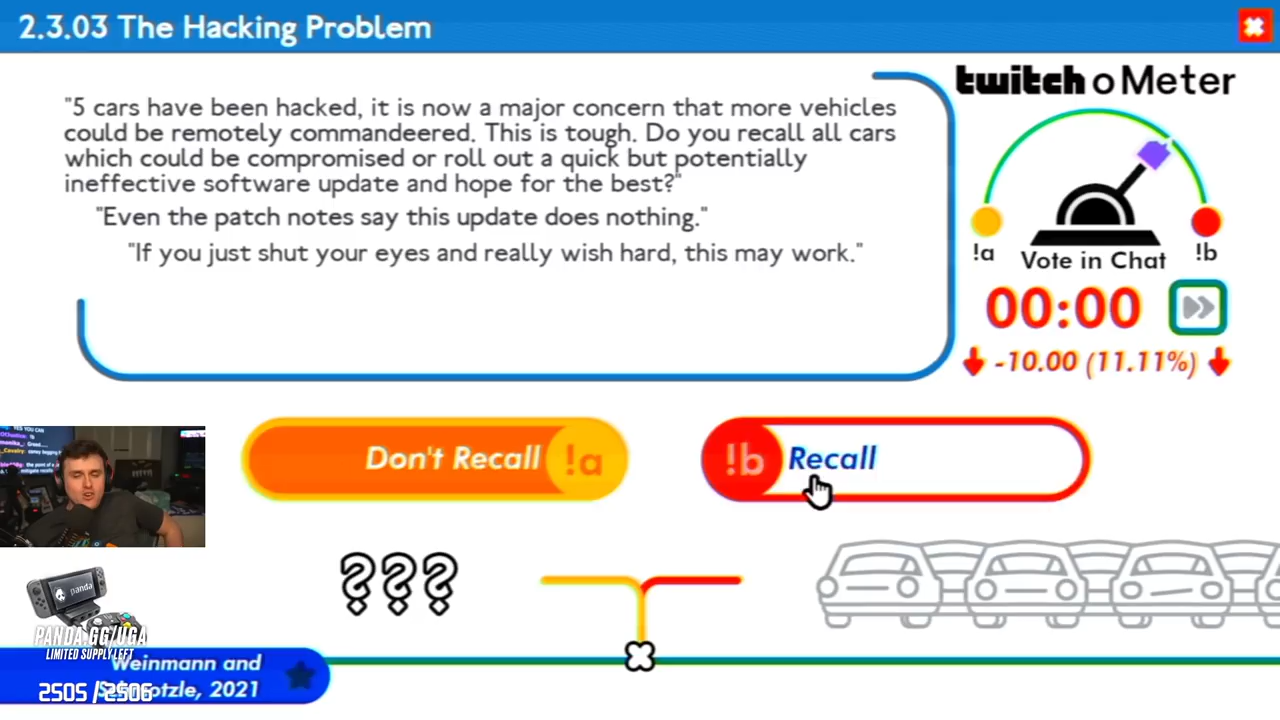 2.3.03 The Hacking Problem
"5 cars have been hacked, it is now a major concern that more vehicles
could be remotely commandeered. This is tough. Do you recall all cars
which could be compromised or roll out a quick but potentially
ineffective software update and hope for the best?"
"Even the patch notes say this update does nothing."
"If you just shut your eyes and really wish hard, this may work."
twitch o Meter
!a
Vote in Chat
!b
00:00
-10.00 (11.11%)
Don't Recall !a
!b Recall
???
YES YOU CAN
panda
PANDA.GG/UGA
LIMITED SUPPLY LEFT
Weinmann and
2021
2505 / 2506